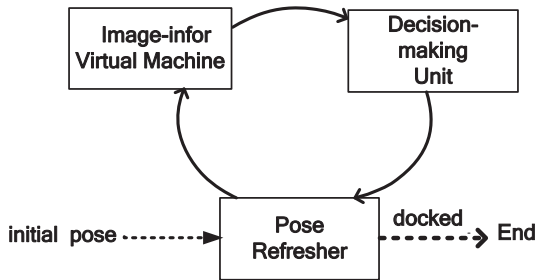 Image-infor
Virtual Machine
Decision-
making
Unit
initial pose
Pose
Refresher
docked
End